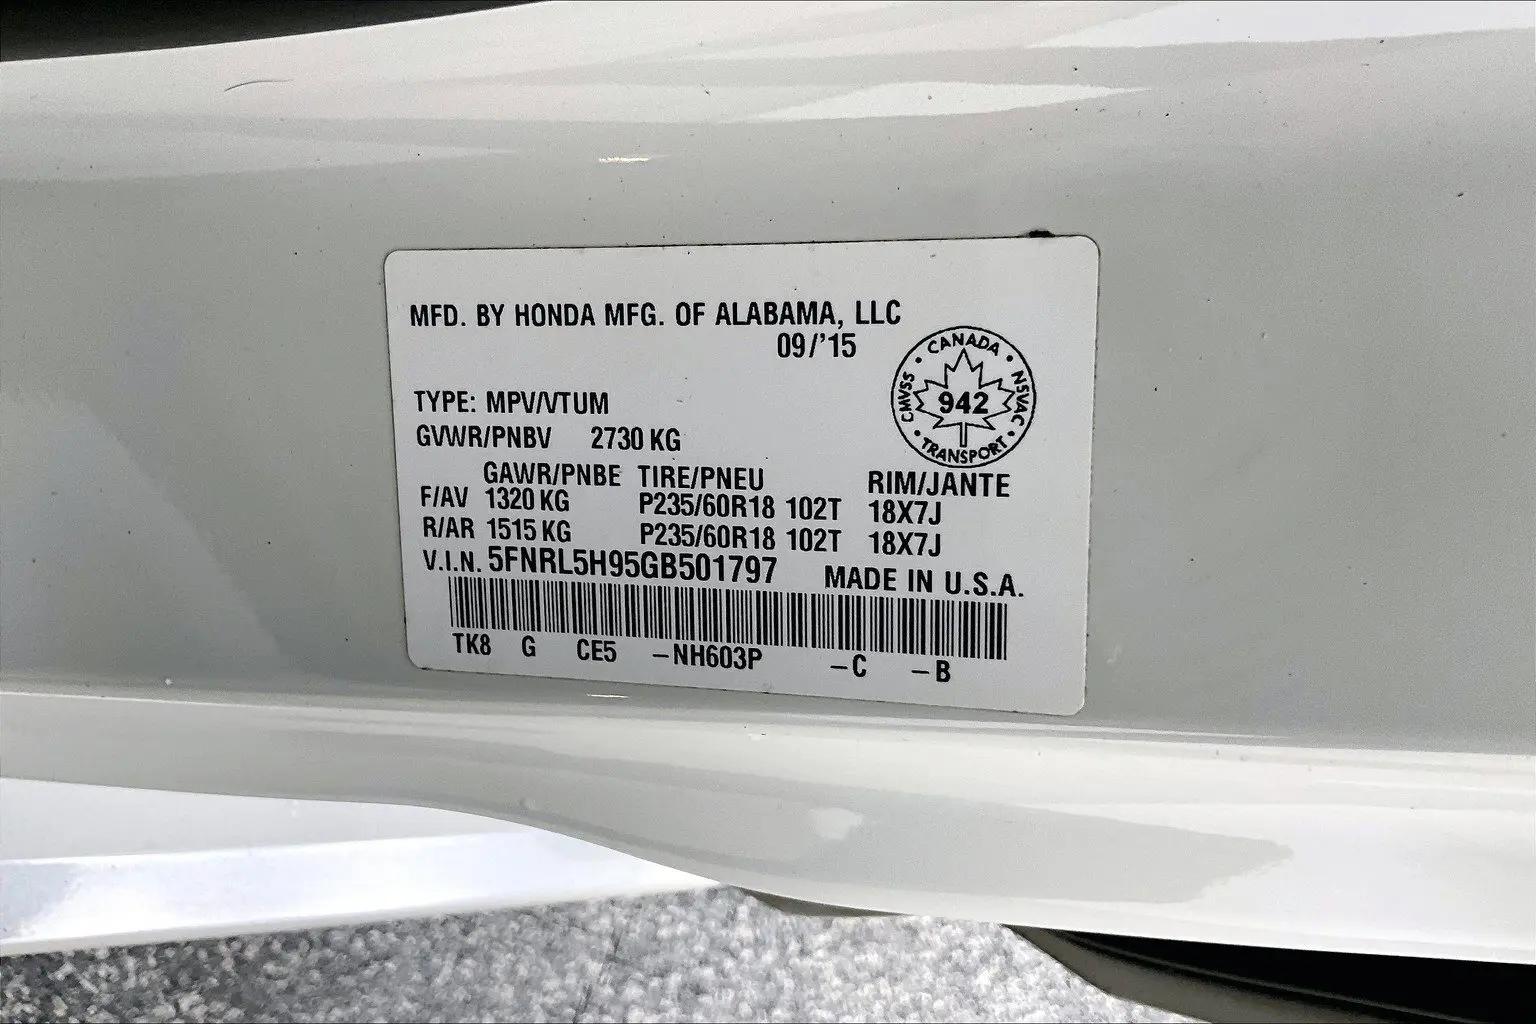 MFD. BY HONDA MFG. OF ALABAMA, LLC
09/'15
CANADA
CMVSS 942 NSVAC
TRANSPORT
TYPE: MPV/VTUM
GVWR/PNBV 2730 KG
GAWR/PNBE TIRE/PNEU RIM/JANTE
F/AV 1320 KG P235/60R18 102T 18X7J
R/AR 1515 KG P235/60R18 102T 18X7J
V.I.N. 5FNRL5H95GB501797 MADE IN U.S.A.
TK8 G CE5 –NH603P –C –B